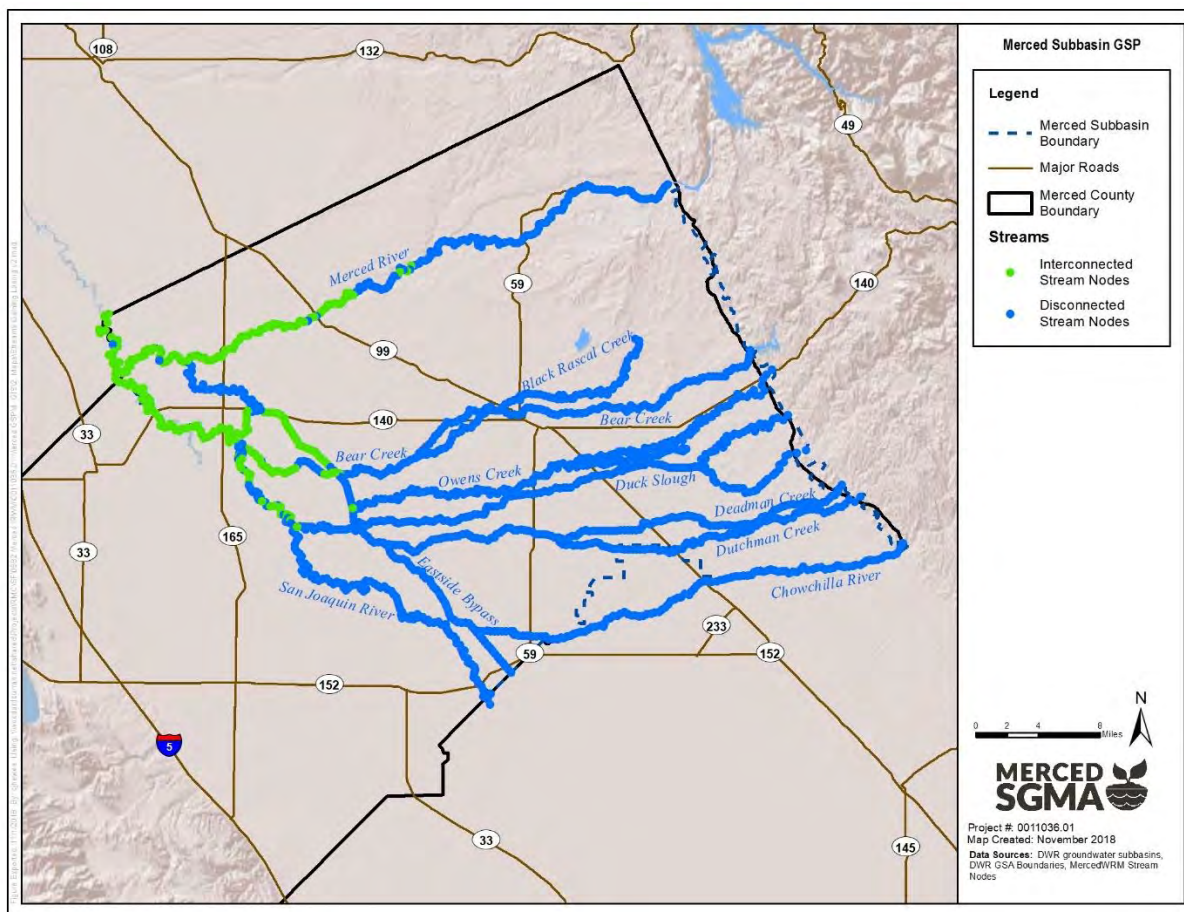 Merced Subbasin GSP
Legend
Merced Subbasin
Boundary
Major Roads
Merced County
Boundary
Streams
Interconnected
Stream Nodes
Disconnected
Stream Nodes
108
132
49
Merced River
59
140
99
Black Rascal Creek
33
140
Bear Creek
Bear Creek
Owens Creek
Duck Slough
165
33
Deadman Creek
Dutchman Creek
Eastside Bypass
San Joaquin River
Chowchilla River
233
59
152
152
5
33
145
N
0 2 4 8
Miles
MERCED
SGMA
Project #: 0011036.01
Map Created: November 2018
Data Sources: DWR groundwater subbasins,
DWR GSA Boundaries, MercedWRM Stream
Nodes